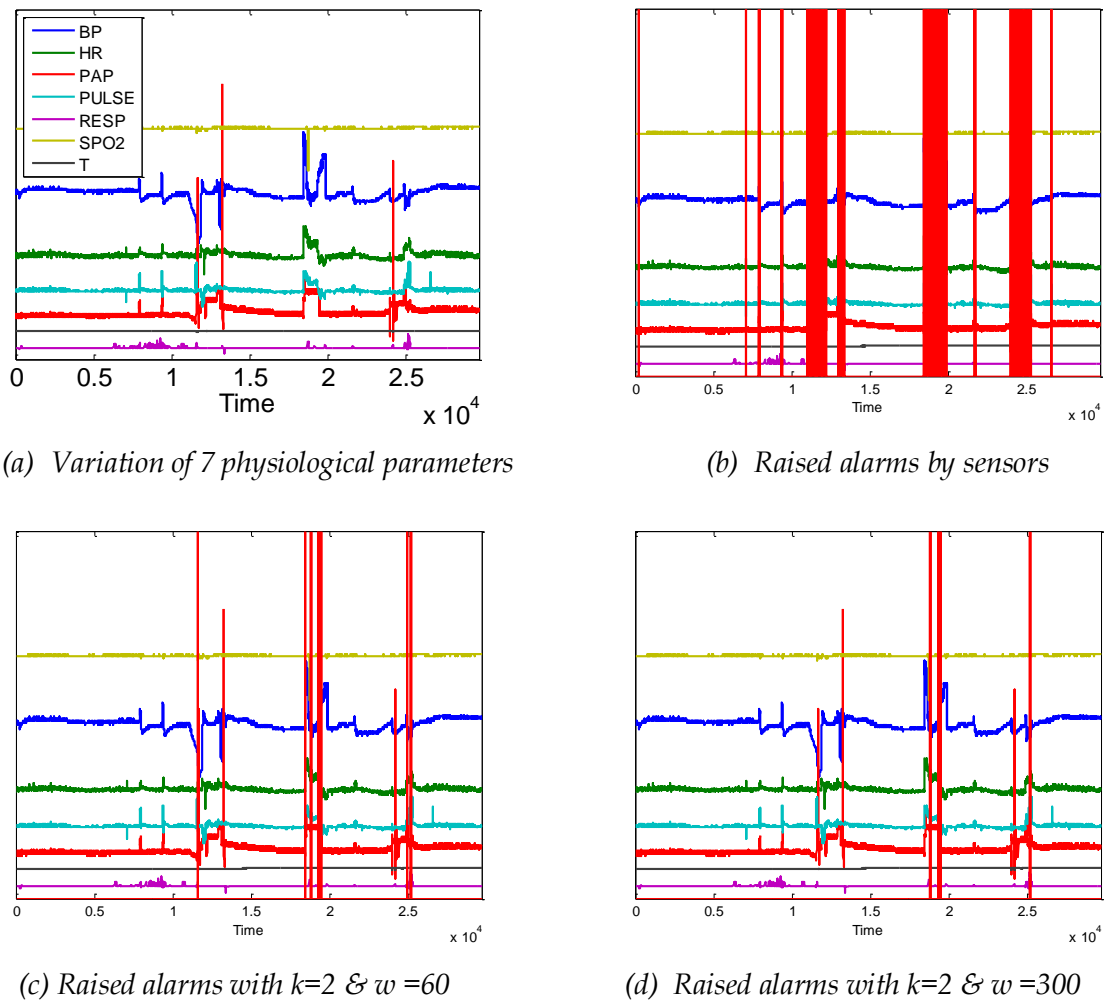 BP
HR
PAP
PULSE
RESP
SPO2
T
0 0.5 1 1.5 2 2.5
Time
x 10^4
0 0.5 1 1.5 2 2.5
Time
x 10^4
(a) Variation of 7 physiological parameters
(b) Raised alarms by sensors
0 0.5 1 1.5 2 2.5
Time
x 10^4
0 0.5 1 1.5 2 2.5
Time
x 10^4
(c) Raised alarms with k=2 & w =60
(d) Raised alarms with k=2 & w =300